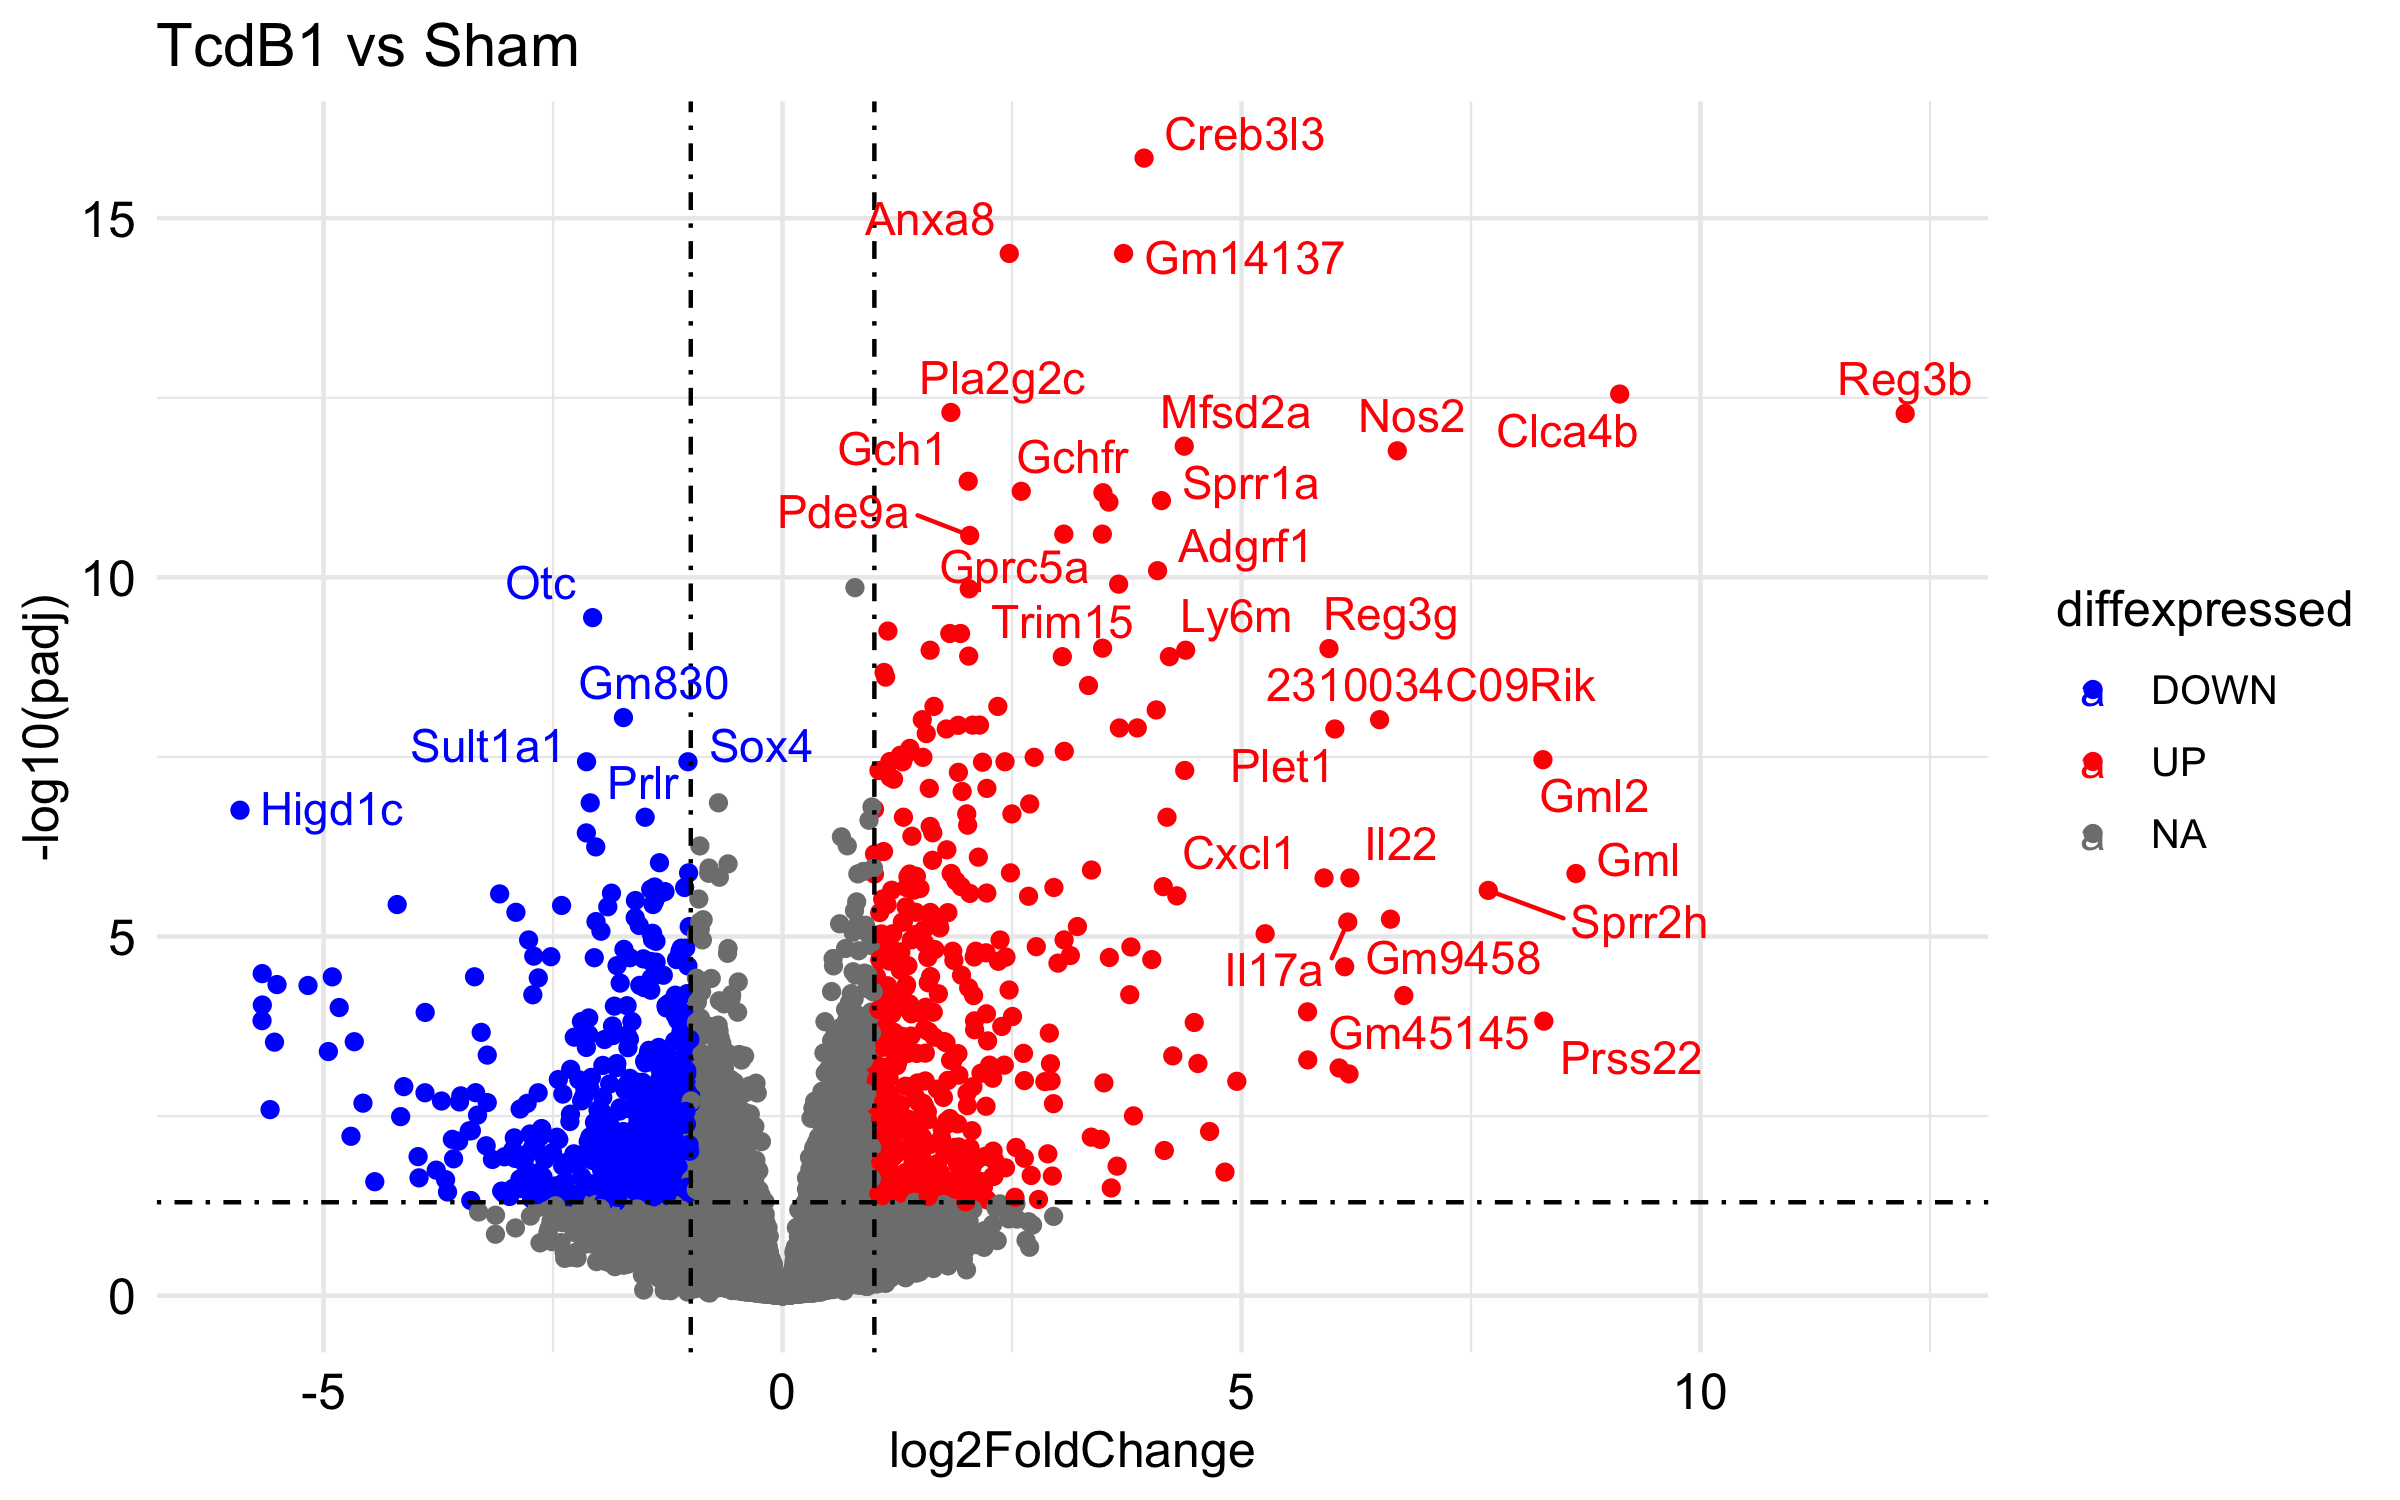 TcdB1 vs Sham
Creb3l3
Anxa8
Gm14137
Pla2g2c
Reg3b
Mfsd2a
Nos2
Clca4b
Gch1
Gchfr
Sprr1a
Pde9a
Adgrf1
Gprc5a
Otc
Trim15
Ly6m
Reg3g
Gm830
2310034C09Rik
Sult1a1
Sox4
Prlr
Plet1
Higd1c
Gml2
Cxcl1
Il22
Gml
Sprr2h
Il17a
Gm9458
Gm45145
Prss22
15
10
5
0
-log10(padj)
-5
0
5
10
log2FoldChange
diffexpressed
a DOWN
a UP
a NA